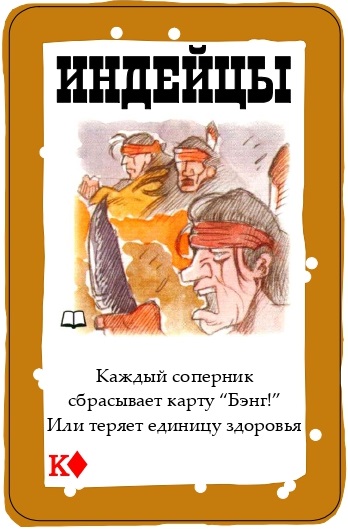 ИНДЕЙЦЫ
Каждый соперник
сбрасывает карту “Бэнг!”
Или теряет единицу здоровья
К♦